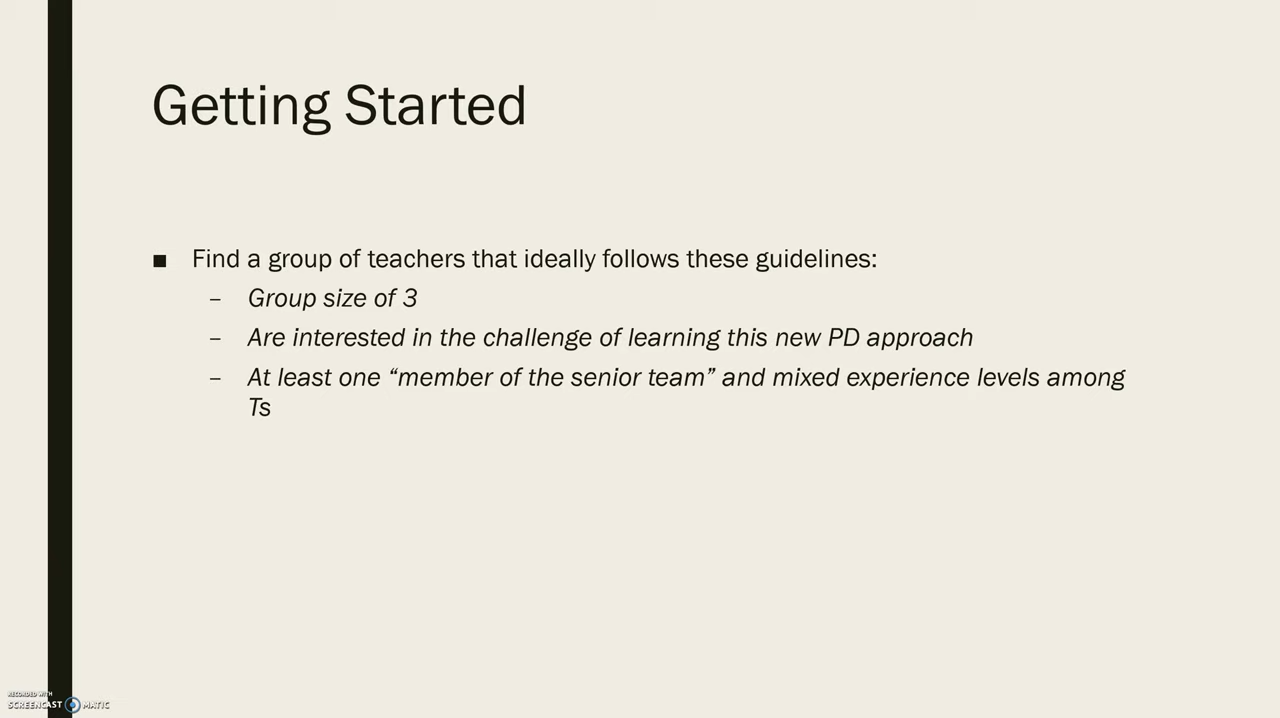 Getting Started
■ Find a group of teachers that ideally follows these guidelines:
– Group size of 3
– Are interested in the challenge of learning this new PD approach
– At least one “member of the senior team” and mixed experience levels among
Ts
RECORDED WITH
SCREENCAST MATIC